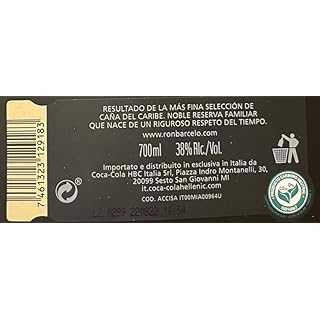 RESULTADO DE LA MÁS FINA SELECCIÓN DE
CAÑA DEL CARIBE. NOBLE RESERVA FAMILIAR
QUE NACE DE UN RIGUROSO RESPETO DEL TIEMPO.
www.ronbarcelo.com
700ml 38% Alc./Vol.
Importato e distribuito in esclusiva in Italia da
Coca-Cola HBC Italia Srl, Piazza Indro Montanelli, 30,
20099 Sesto San Giovanni MI
it.coca-colahellenic.com
COD. ACCISA IT00MIA00964U
7 461323 129183